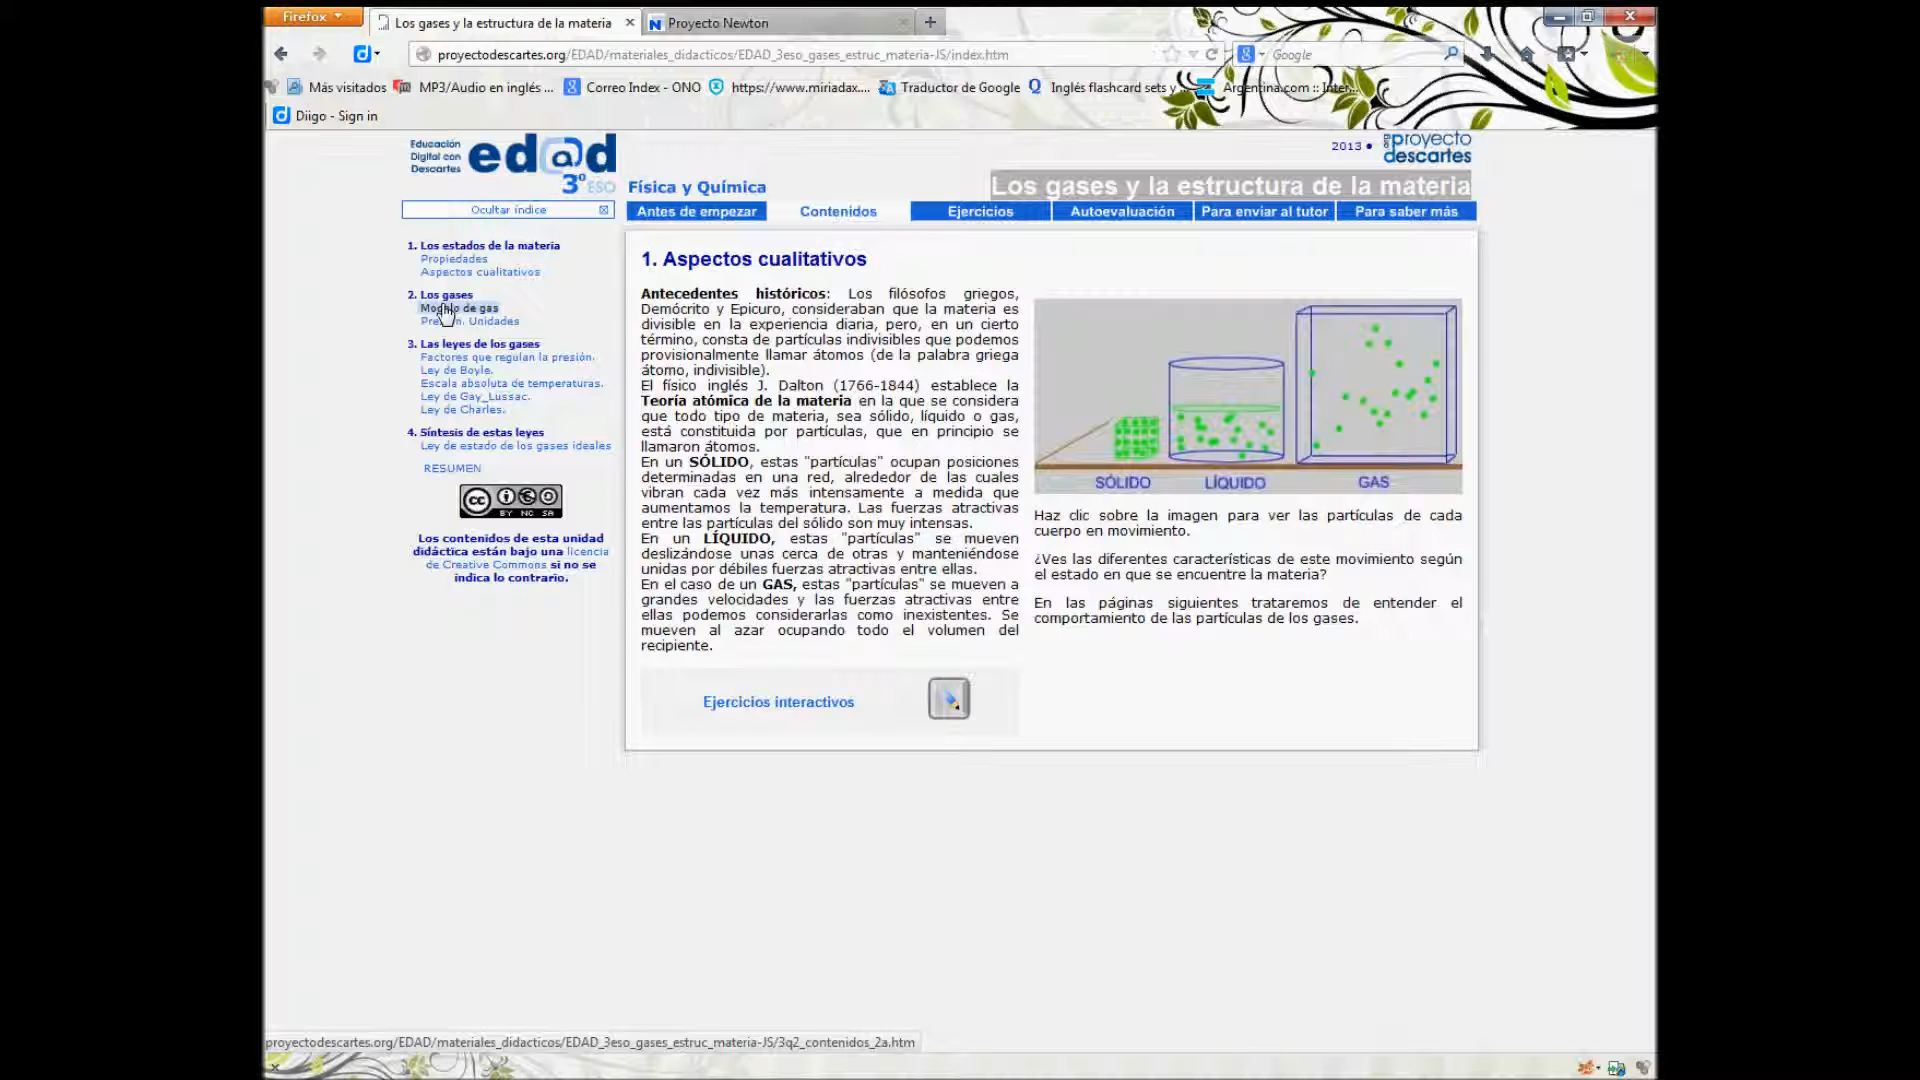 Firefox
Los gases y la estructura de la materia
Proyecto Newton
proyectodescartes.org/EDAD/materiales_didacticos/EDAD_3eso_gases_estruc_materia-JS/index.htm
Google
Más visitados
MP3/Audio en inglés ...
Correo Index - ONO
https://www.miriadax....
Traductor de Google
Inglés flashcard sets y ...
Argentina.com :: Inter...
Diigo - Sign in
Educación
Digital con
Descartes
ed@d
3º ESO
Física y Química
2013 •
proyecto
descartes
Los gases y la estructura de la materia
Ocultar índice
Antes de empezar
Contenidos
Ejercicios
Autoevaluación
Para enviar al tutor
Para saber más
1. Los estados de la materia
Propiedades
Aspectos cualitativos
2. Los gases
de gas
Unidades
3. Las leyes de los gases
Factores que regulan la presión.
Ley de Boyle.
Escala absoluta de temperaturas.
Ley de Gay_Lussac.
Ley de Charles.
4. Síntesis de estas leyes
Ley de estado de los gases ideales
RESUMEN
cc
BY NC SA
Los contenidos de esta unidad
didáctica están bajo una licencia
de Creative Commons si no se
indica lo contrario.
1. Aspectos cualitativos
Antecedentes históricos: Los filósofos griegos,
Demócrito y Epicuro, consideraban que la materia es
divisible en la experiencia diaria, pero, en un cierto
término, consta de partículas indivisibles que podemos
provisionalmente llamar átomos (de la palabra griega
átomo, indivisible).
El físico inglés J. Dalton (1766-1844) establece la
Teoría atómica de la materia en la que se considera
que todo tipo de materia, sea sólido, líquido o gas,
está constituida por partículas, que en principio se
llamaron átomos.
En un SÓLIDO, estas "partículas" ocupan posiciones
determinadas en una red, alrededor de las cuales
vibran cada vez más intensamente a medida que
aumentamos la temperatura. Las fuerzas atractivas
entre las partículas del sólido son muy intensas.
En un LÍQUIDO, estas "partículas" se mueven
deslizándose unas cerca de otras y manteniéndose
unidas por débiles fuerzas atractivas entre ellas.
En el caso de un GAS, estas "partículas" se mueven a
grandes velocidades y las fuerzas atractivas entre
ellas podemos considerarlas como inexistentes. Se
mueven al azar ocupando todo el volumen del
recipiente.
Ejercicios interactivos
SÓLIDO
LÍQUIDO
GAS
Haz clic sobre la imagen para ver las partículas de cada
cuerpo en movimiento.
¿Ves las diferentes características de este movimiento según
el estado en que se encuentre la materia?
En las páginas siguientes trataremos de entender el
comportamiento de las partículas de los gases.
proyectodescartes.org/EDAD/materiales_didacticos/EDAD_3eso_gases_estruc_materia-JS/3q2_contenidos_2a.htm